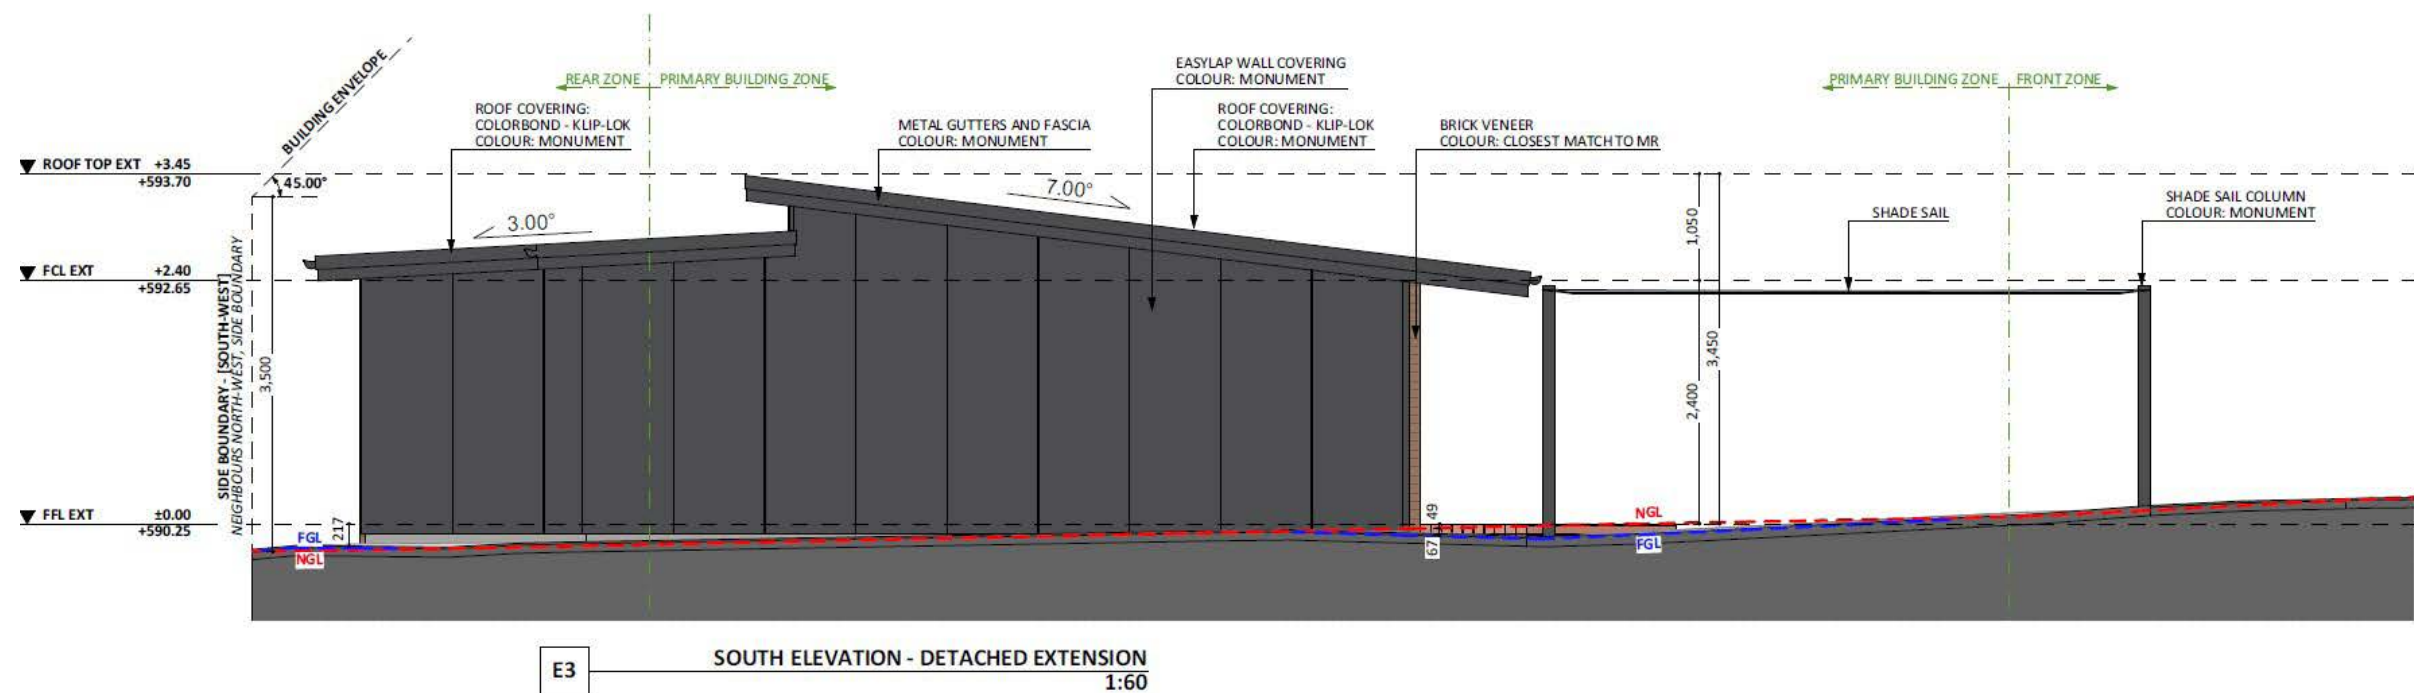 BUILDING ENVELOPE
REAR ZONE
PRIMARY BUILDING ZONE
EASYLAP WALL COVERING
COLOUR: MONUMENT
PRIMARY BUILDING ZONE
FRONT ZONE
ROOF COVERING:
COLORBOND - KLIP-LOK
COLOUR: MONUMENT
METAL GUTTERS AND FASCIA
COLOUR: MONUMENT
ROOF COVERING:
COLORBOND - KLIP-LOK
COLOUR: MONUMENT
BRICK VENEER
COLOUR: CLOSEST MATCH TO MR
ROOF TOP EXT +3.45
+593.70
45.00°
7.00°
3.00°
SHADE SAIL
SHADE SAIL COLUMN
COLOUR: MONUMENT
1,050
3,450
2,400
FCL EXT +2.40
+592.65
SIDE BOUNDARY - [SOUTH-WEST]
NEIGHBOURS NORTH-WEST, SIDE BOUNDARY
3,500
FFL EXT ±0.00
+590.25
217
FGL
NGL
49
67
NGL
FGL
E3
SOUTH ELEVATION - DETACHED EXTENSION
1:60